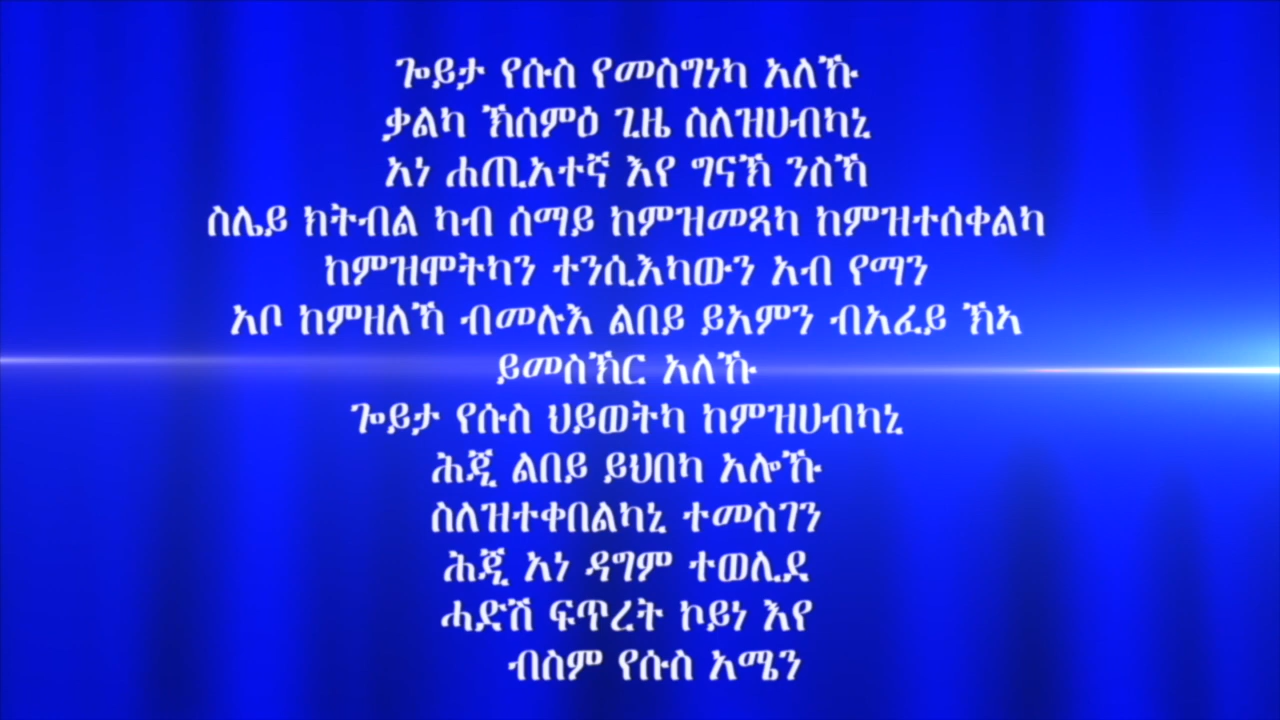 ጐይታ የሱስ የመስግነካ አለኹ
ቃልካ ኽሰምዕ ጊዜ ስለዝሀብካኒ
አነ ሐጢአተኛ እየ ግናኽ ንስኻ
ስሌይ ክትብል ካብ ሰማይ ከምዝመጻካ ከምዝተሰቀልካ
ከምዝሞትካን ተንሲእካውን አብ የማን
አቦ ከምዘለኻ ብመሉእ ልበይ ይአምን ብአፈይ ኽኣ
ይመስኽር አለኹ
ጐይታ የሱስ ህይወትካ ከምዝሀብካኒ
ሕጂ ልበይ ይህበካ አሎኹ
ስለዝተቀበልካኒ ተመስገን
ሕጂ አነ ዳግም ተወሊደ
ሓድሽ ፍጥረት ኮይነ እየ
ብስም የሱስ አሜን